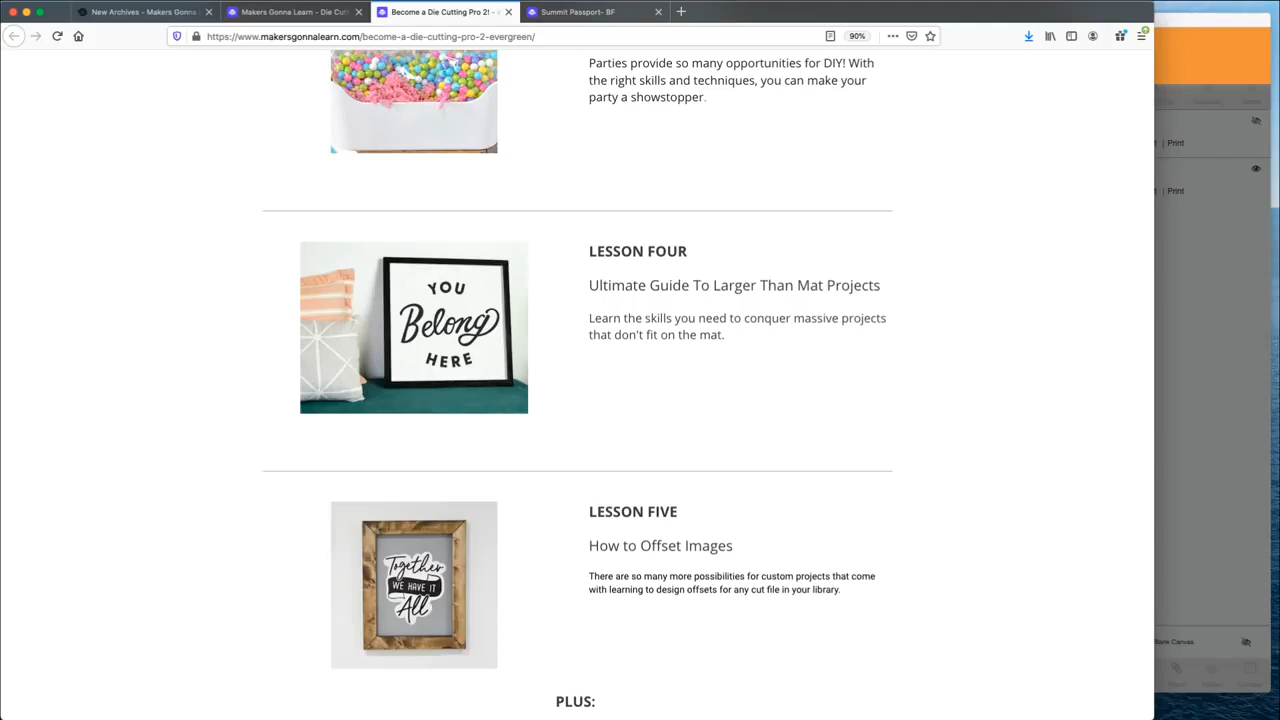 New Archives - Makers Gonna
Makers Gonna Learn - Die Cut
Become a Die Cutting Pro 2! -
Summit Passport- BF
https://www.makersgonnalearn.com/become-a-die-cutting-pro-2-evergreen/
90%
Parties provide so many opportunities for DIY! With
the right skills and techniques, you can make your
party a showstopper.
Print
Print
LESSON FOUR
Ultimate Guide To Larger Than Mat Projects
Learn the skills you need to conquer massive projects
that don't fit on the mat.
YOU
Belong
HERE
LESSON FIVE
How to Offset Images
There are so many more possibilities for custom projects that come
with learning to design offsets for any cut file in your library.
Together
WE HAVE IT
All
Blank Canvas
PLUS: